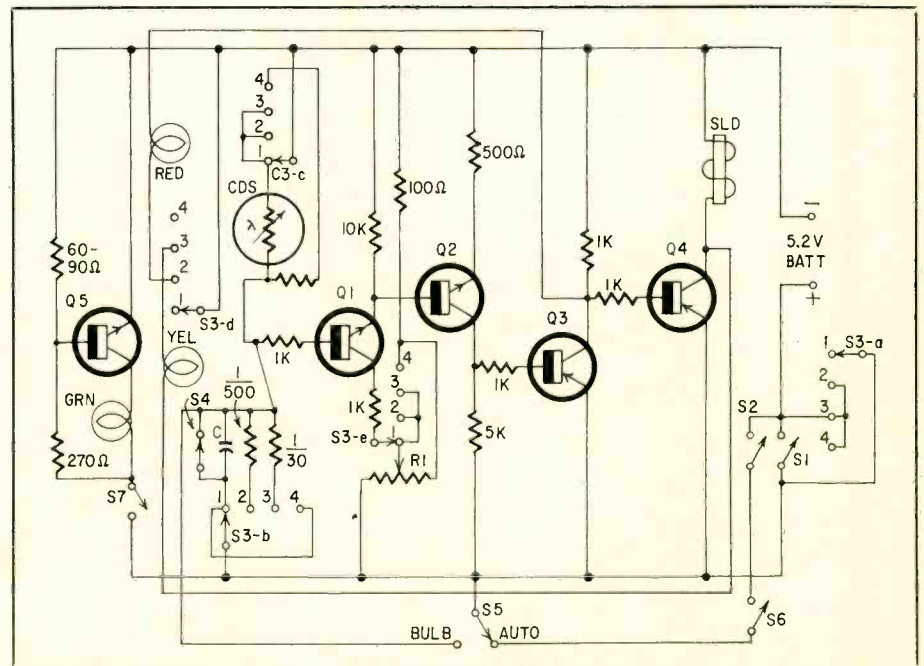 RED
4
3
2
1
S3-d
YEL
GRN
60-
90Ω
Q5
270Ω
S7
4
3
2
1
C3-c
CDS
λ
1K
Q1
10K
100Ω
Q2
500Ω
1K
S4
C
1/500
1/30
1
2
3
4
S3-b
1K
S3-e
4
3
2
1
R1
1K
5K
Q3
1K
1K
Q4
SLD
−
5.2V
BATT
+
1
S3-a
2
3
4
S2
S1
S6
S5
BULB
AUTO